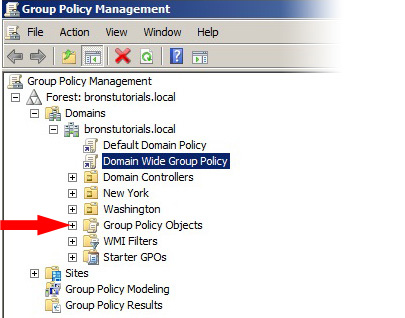 Group Policy Management
File Action View Window Help
Group Policy Management
Forest: bronstutorials.local
Domains
bronstutorials.local
Default Domain Policy
Domain Wide Group Policy
Domain Controllers
New York
Washington
Group Policy Objects
WMI Filters
Starter GPOs
Sites
Group Policy Modeling
Group Policy Results